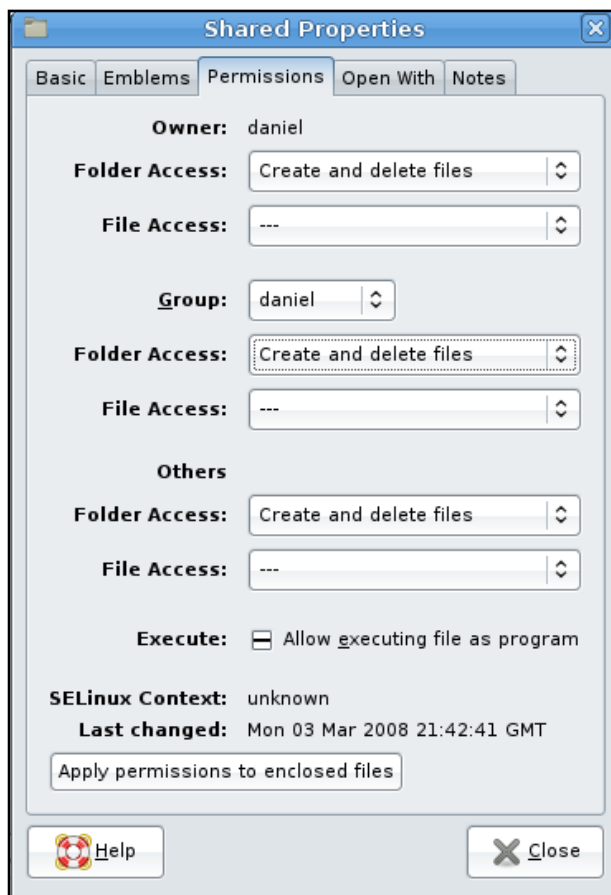 Shared Properties
Basic Emblems Permissions Open With Notes
Owner: daniel
Folder Access: Create and delete files
File Access: ---
Group: daniel
Folder Access: Create and delete files
File Access: ---
Others
Folder Access: Create and delete files
File Access: ---
Execute: Allow executing file as program
SELinux Context: unknown
Last changed: Mon 03 Mar 2008 21:42:41 GMT
Apply permissions to enclosed files
Help Close